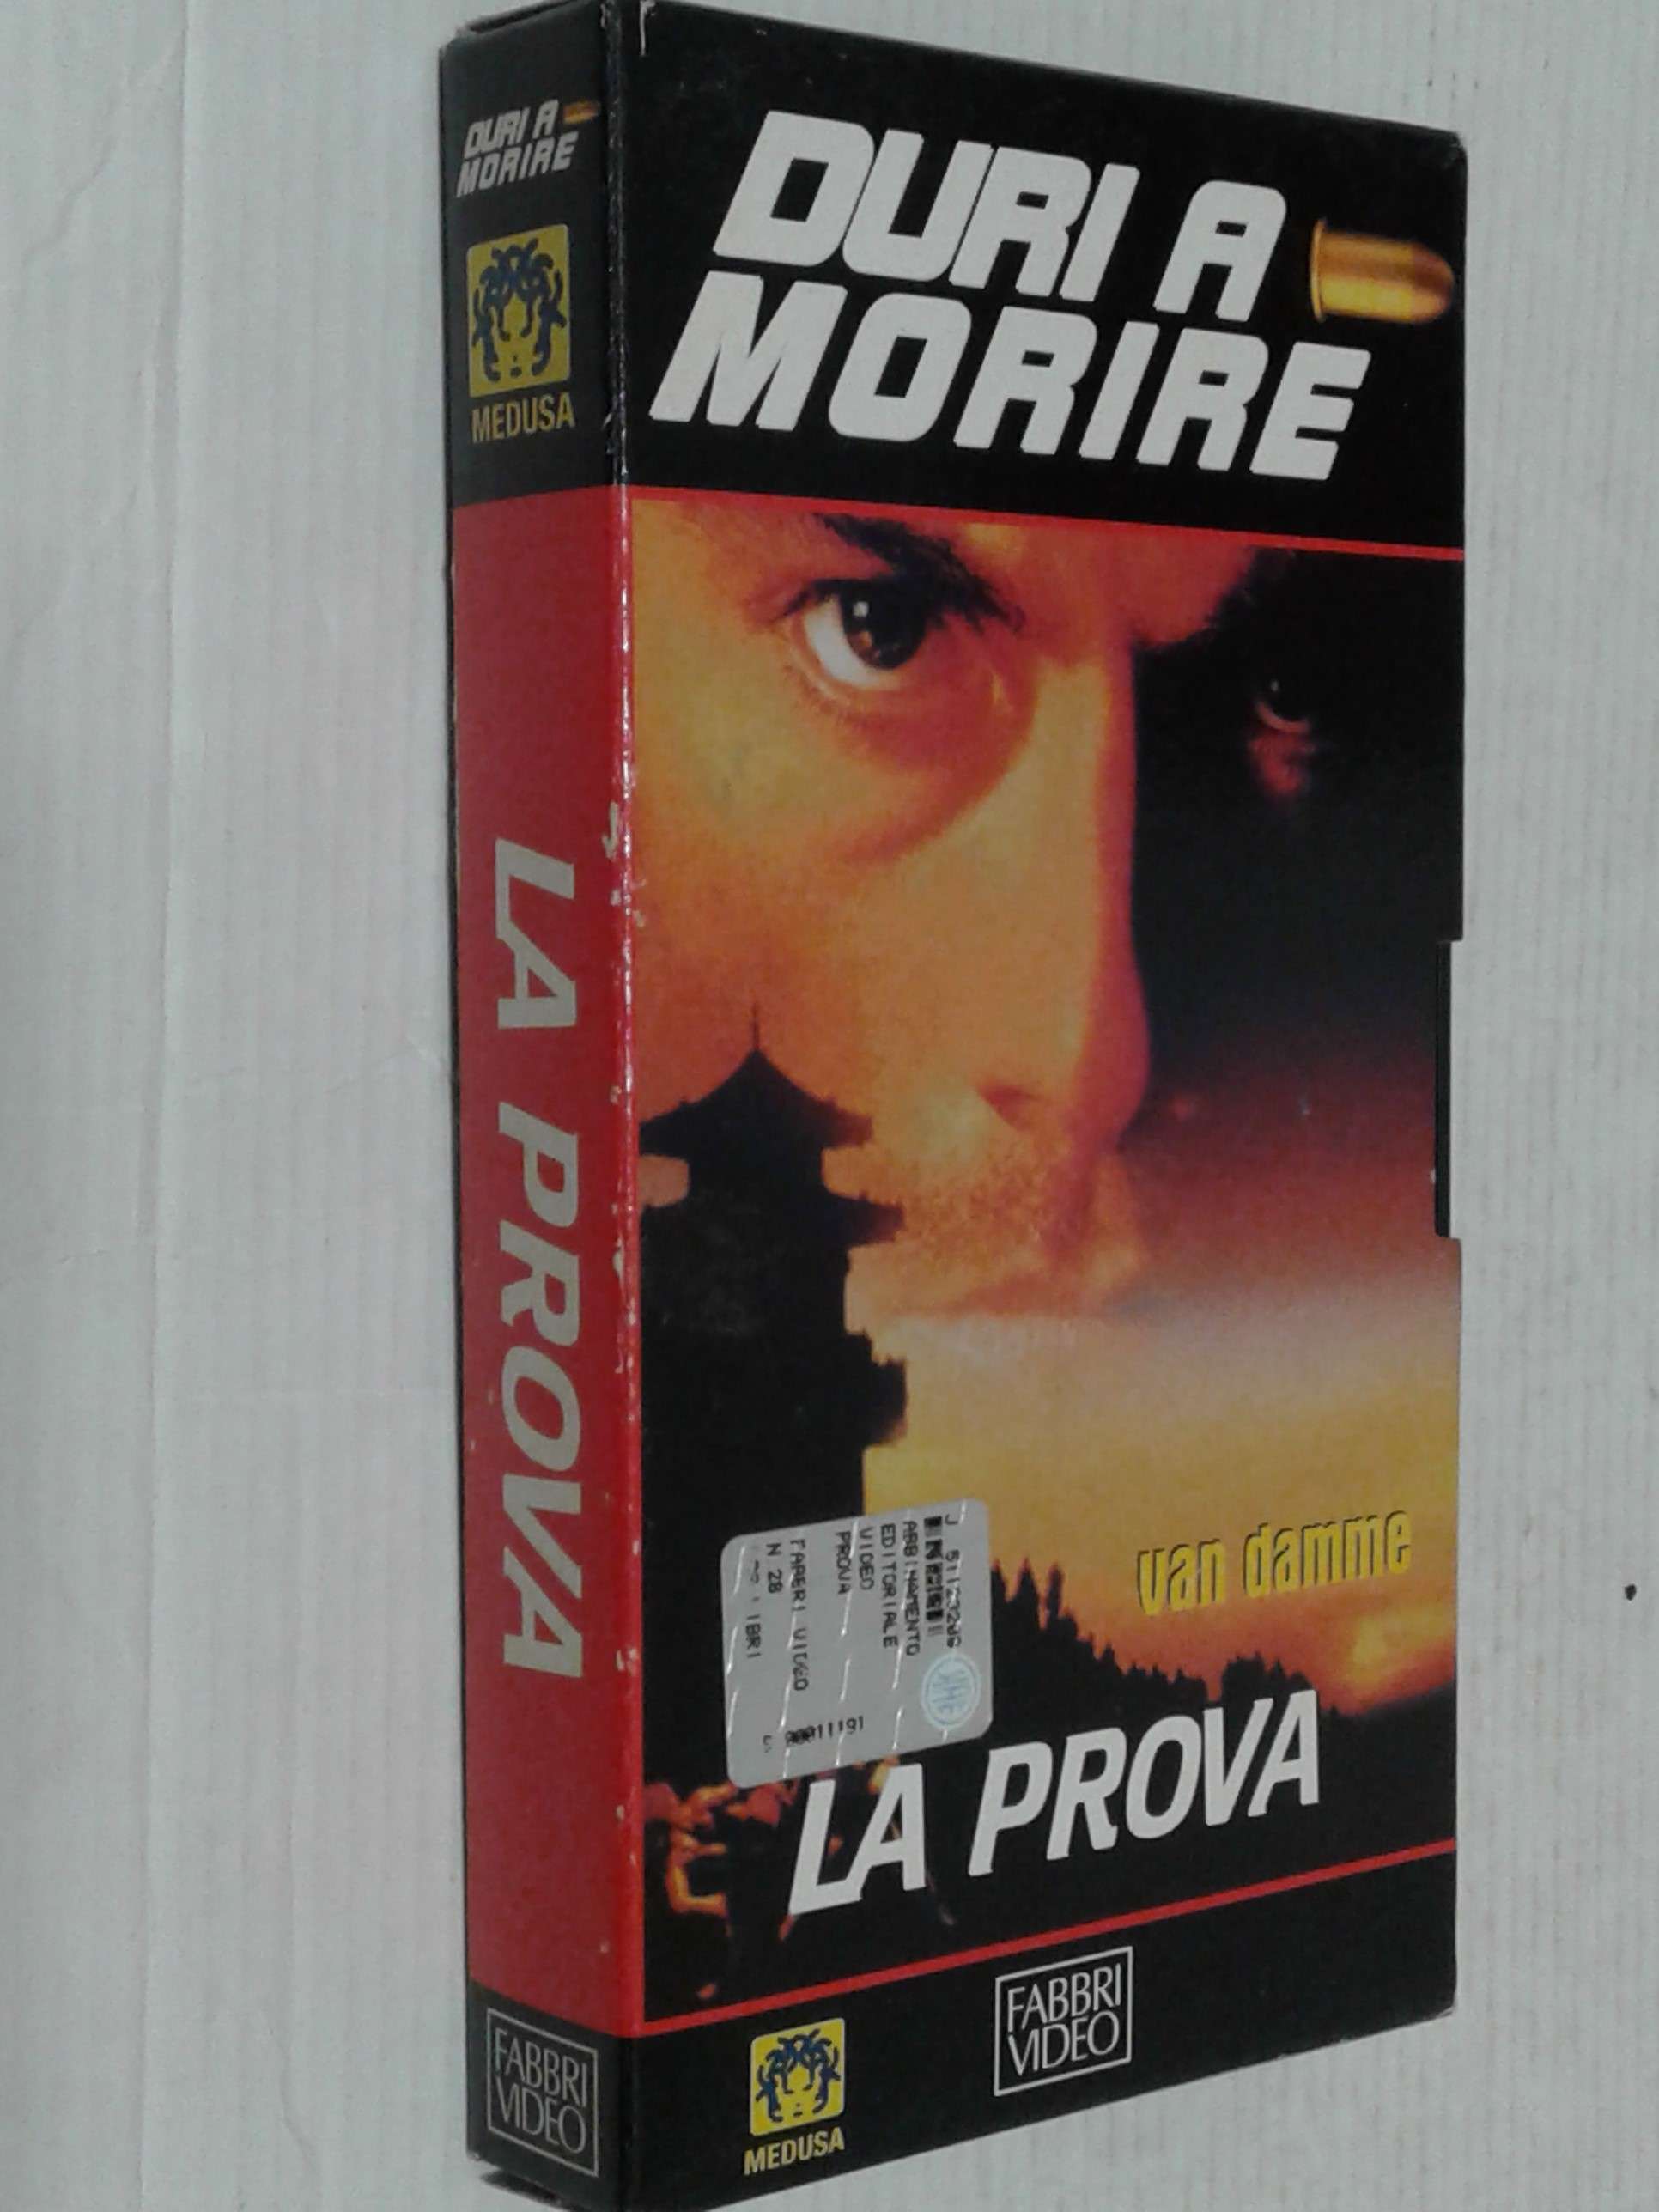 DURI A
MORIRE
MEDUSA
LA PROVA
FABBRI
VIDEO
DURI A
MORIRE
van damme
ABBINAMENTO
EDITORIALE
VIDEO
PROVA
FABBRI VIDEO
N 28
LA PROVA
MEDUSA
FABBRI
VIDEO